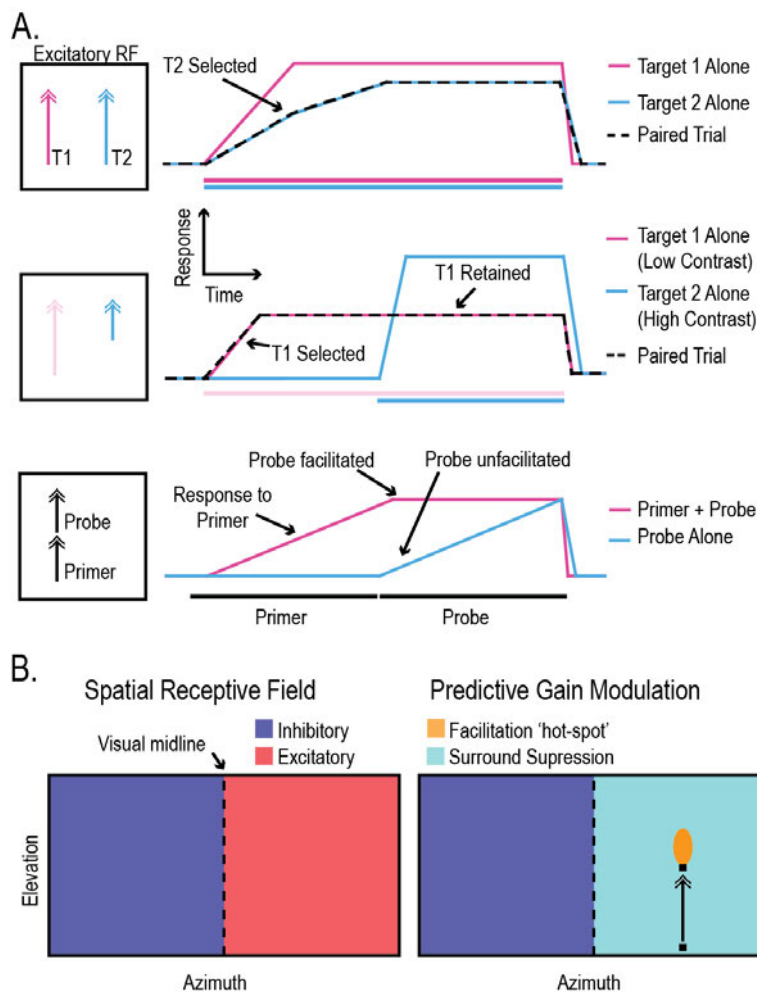 A.
Excitatory RF
T1
T2
T2 Selected
Target 1 Alone
Target 2 Alone
Paired Trial
Response
Time
T1 Selected
T1 Retained
Target 1 Alone
(Low Contrast)
Target 2 Alone
(High Contrast)
Paired Trial
Probe
Primer
Response to
Primer
Probe facilitated
Probe unfacilitated
Primer + Probe
Probe Alone
Primer
Probe
B.
Spatial Receptive Field
Visual midline
Inhibitory
Excitatory
Elevation
Azimuth
Predictive Gain Modulation
Facilitation 'hot-spot'
Surround Supression
Azimuth